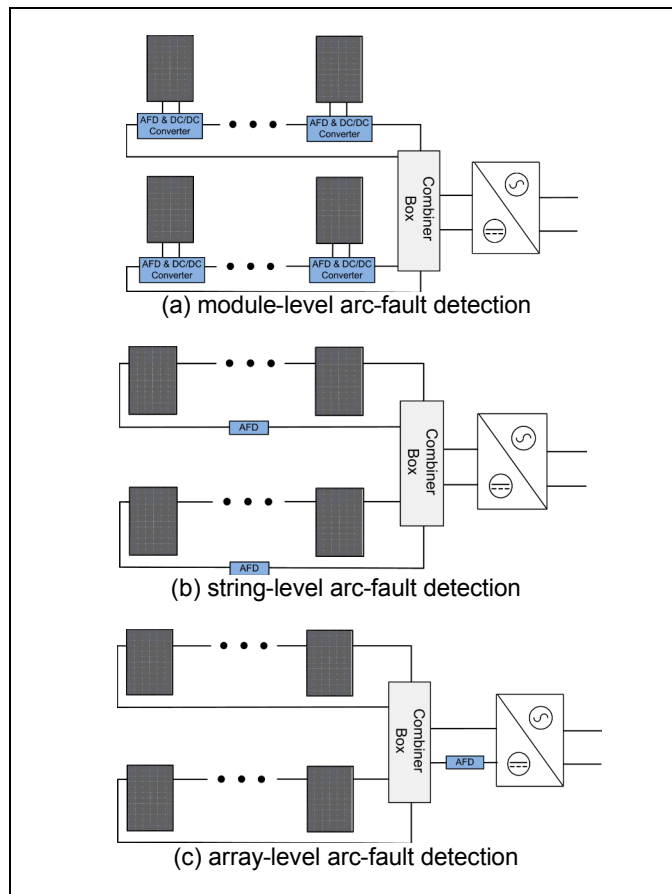 AFD & DC/DC
Converter
AFD & DC/DC
Converter
Combiner
Box
AFD & DC/DC
Converter
AFD & DC/DC
Converter
(a) module-level arc-fault detection
AFD
Combiner
Box
AFD
(b) string-level arc-fault detection
Combiner
Box
AFD
(c) array-level arc-fault detection